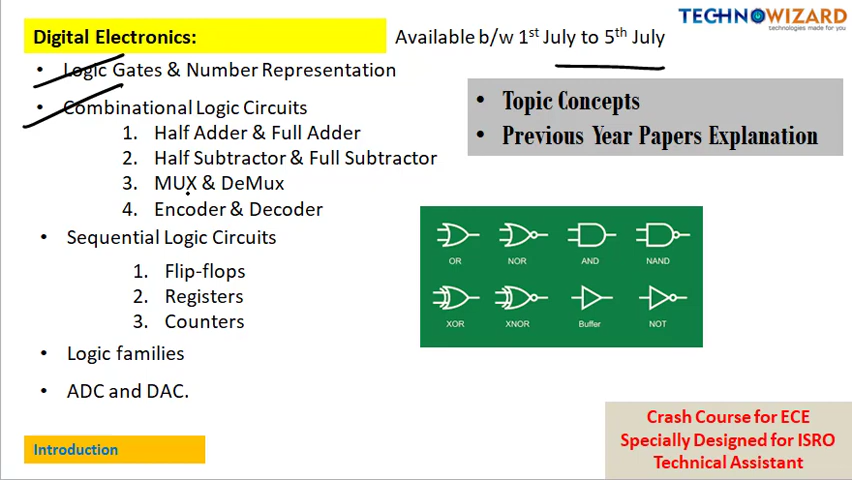 TECHNOWIZARD
technologies made for you
Digital Electronics:
Available b/w 1st July to 5th July
• Logic Gates & Number Representation
• Combinational Logic Circuits
1. Half Adder & Full Adder
2. Half Subtractor & Full Subtractor
3. MUX & DeMux
4. Encoder & Decoder
• Sequential Logic Circuits
1. Flip-flops
2. Registers
3. Counters
• Logic families
• ADC and DAC.
• Topic Concepts
• Previous Year Papers Explanation
OR NOR AND NAND
XOR XNOR Buffer NOT
Introduction
Crash Course for ECE
Specially Designed for ISRO
Technical Assistant